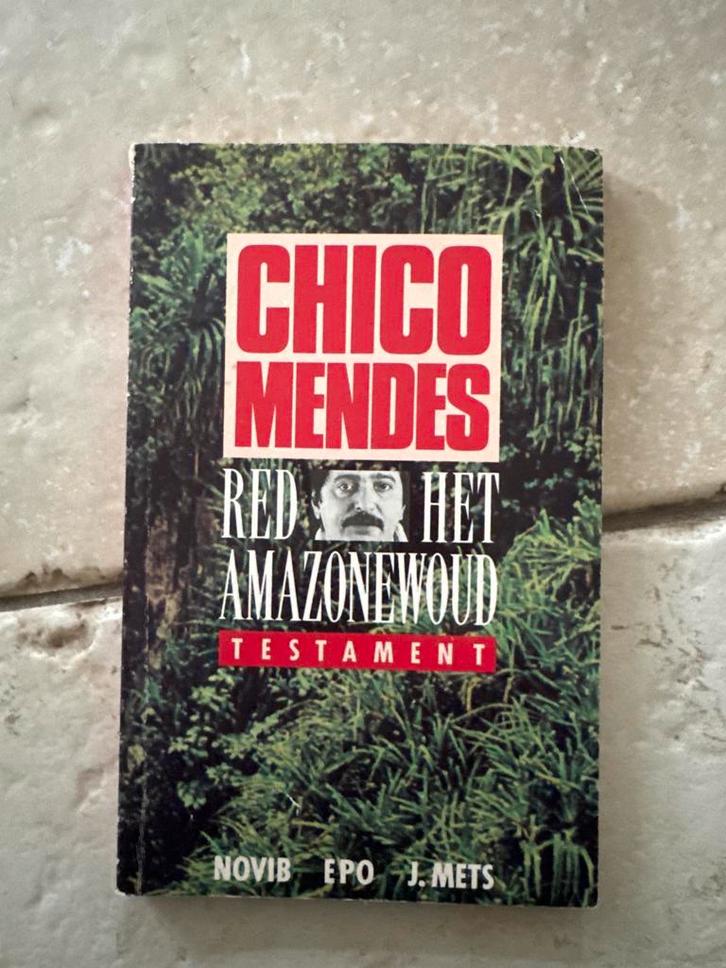 CHICO
MENDES
RED HET
AMAZONEWOUD
TESTAMENT
NOVIB EPO J. METS